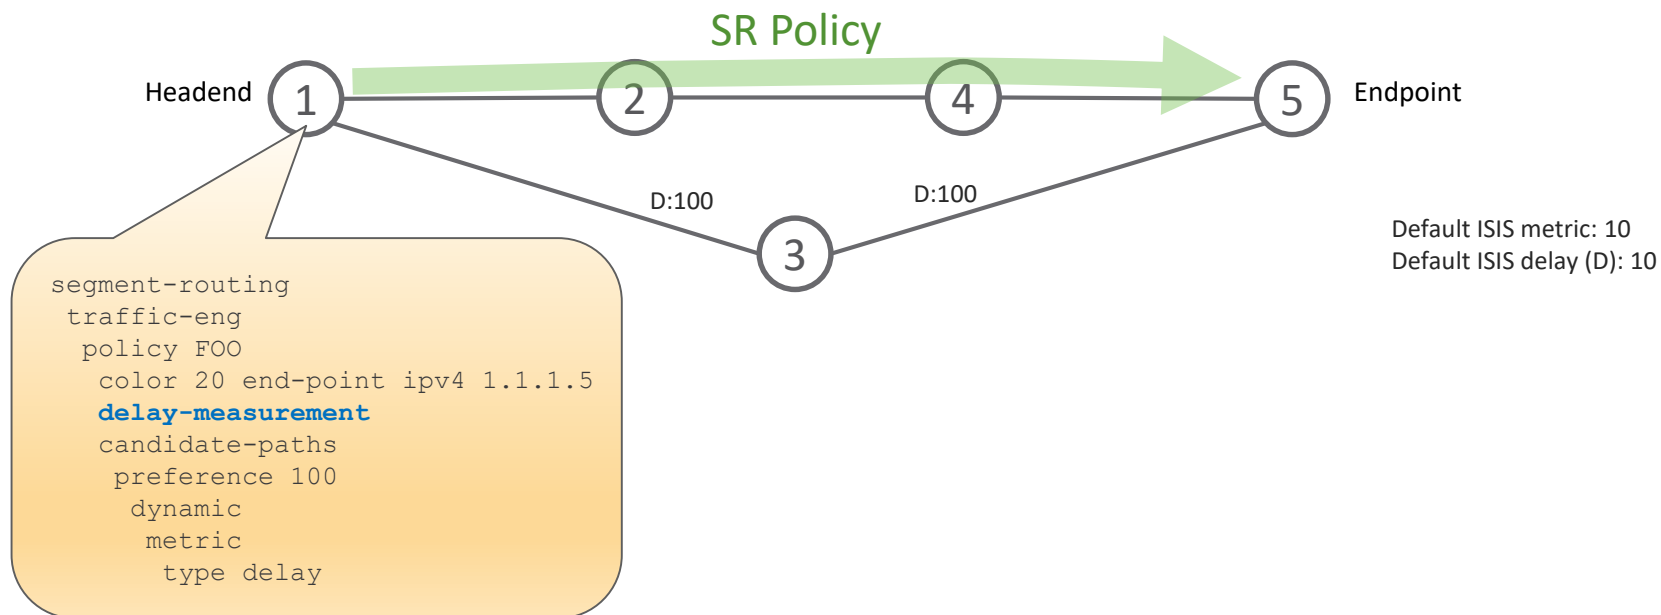 SR Policy
Headend
1
2
4
5
Endpoint
D:100
D:100
3
Default ISIS metric: 10
Default ISIS delay (D): 10
segment-routing
traffic-eng
policy FOO
color 20 end-point ipv4 1.1.1.5
delay-measurement
candidate-paths
preference 100
dynamic
metric
type delay